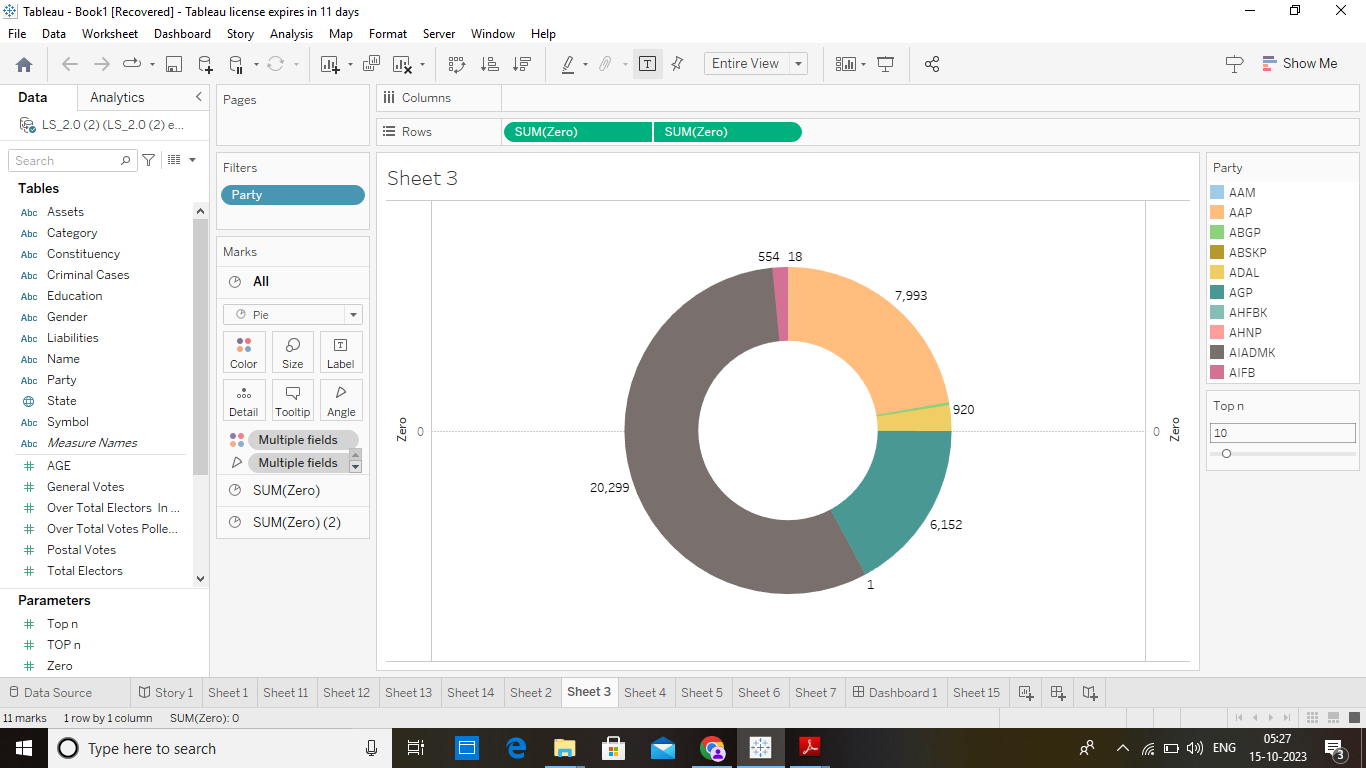 Tableau - Book1 [Recovered] - Tableau license expires in 11 days
File Data Worksheet Dashboard Story Analysis Map Format Server Window Help
Entire View
Show Me
Data Analytics
LS_2.0 (2) (LS_2.0 (2) e...
Search
Tables
Abc Assets
Abc Category
Abc Constituency
Abc Criminal Cases
Abc Education
Abc Gender
Abc Liabilities
Abc Name
Abc Party
State
Abc Symbol
Abc Measure Names
AGE
General Votes
Over Total Electors In ...
Over Total Votes Polle...
Postal Votes
Total Electors
Parameters
Top n
TOP n
Zero
Pages
Filters
Party
Marks
All
Pie
Color Size Label
Detail Tooltip Angle
Multiple fields
Multiple fields
SUM(Zero)
SUM(Zero) (2)
Columns
Rows SUM(Zero) SUM(Zero)
Sheet 3
554 18
7,993
920
Zero 0
0 Zero
20,299
6,152
1
Party
AAM
AAP
ABGP
ABSKP
ADAL
AGP
AHFBK
AHNP
AIADMK
AIFB
Top n
10
Data Source Story 1 Sheet 1 Sheet 11 Sheet 12 Sheet 13 Sheet 14 Sheet 2 Sheet 3 Sheet 4 Sheet 5 Sheet 6 Sheet 7 Dashboard 1 Sheet 15
11 marks 1 row by 1 column SUM(Zero): 0
Type here to search
ENG
05:27
15-10-2023
3